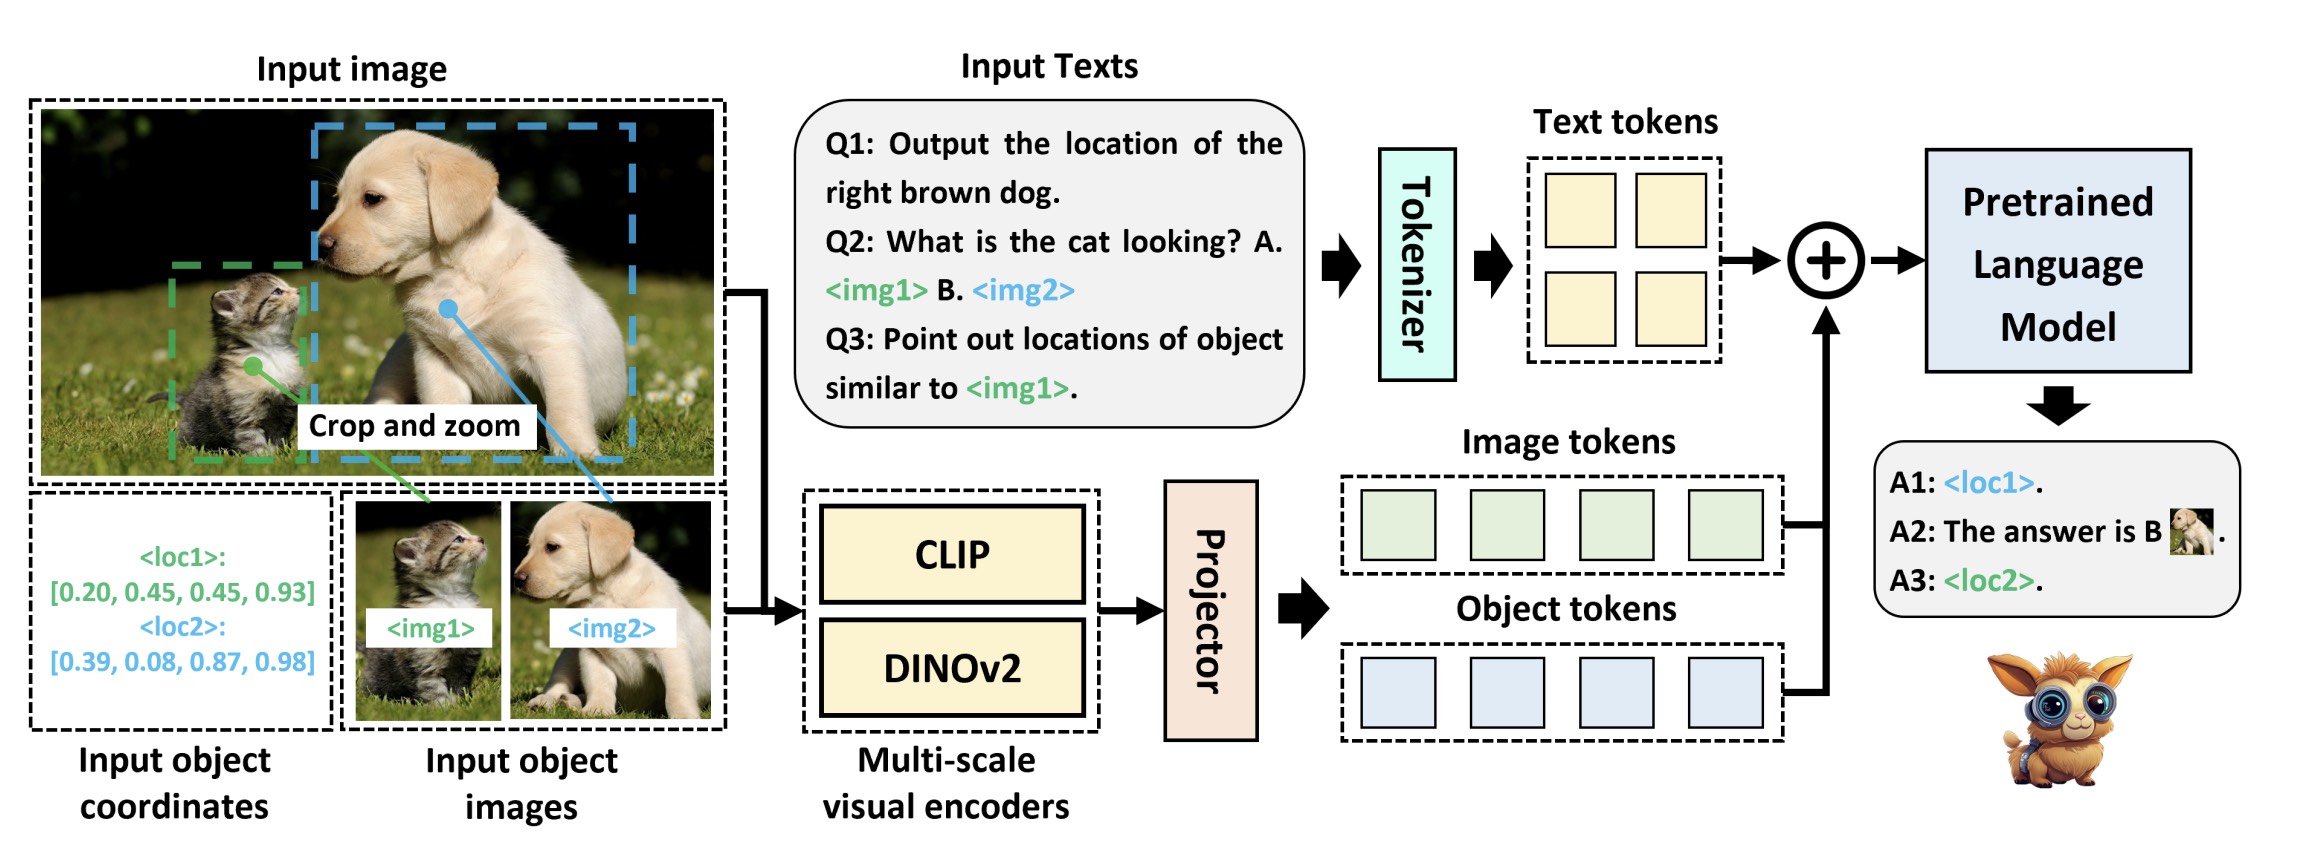 Input image
Crop and zoom
<loc1>:
[0.20, 0.45, 0.45, 0.93]
<loc2>:
[0.39, 0.08, 0.87, 0.98]
Input object
coordinates
<img1>
<img2>
Input object
images
Input Texts
Q1: Output the location of the
right brown dog.
Q2: What is the cat looking? A.
<img1> B. <img2>
Q3: Point out locations of object
similar to <img1>.
CLIP
DINOv2
Multi-scale
visual encoders
Tokenizer
Projector
Text tokens
Image tokens
Object tokens
Pretrained
Language
Model
A1: <loc1>.
A2: The answer is B .
A3: <loc2>.